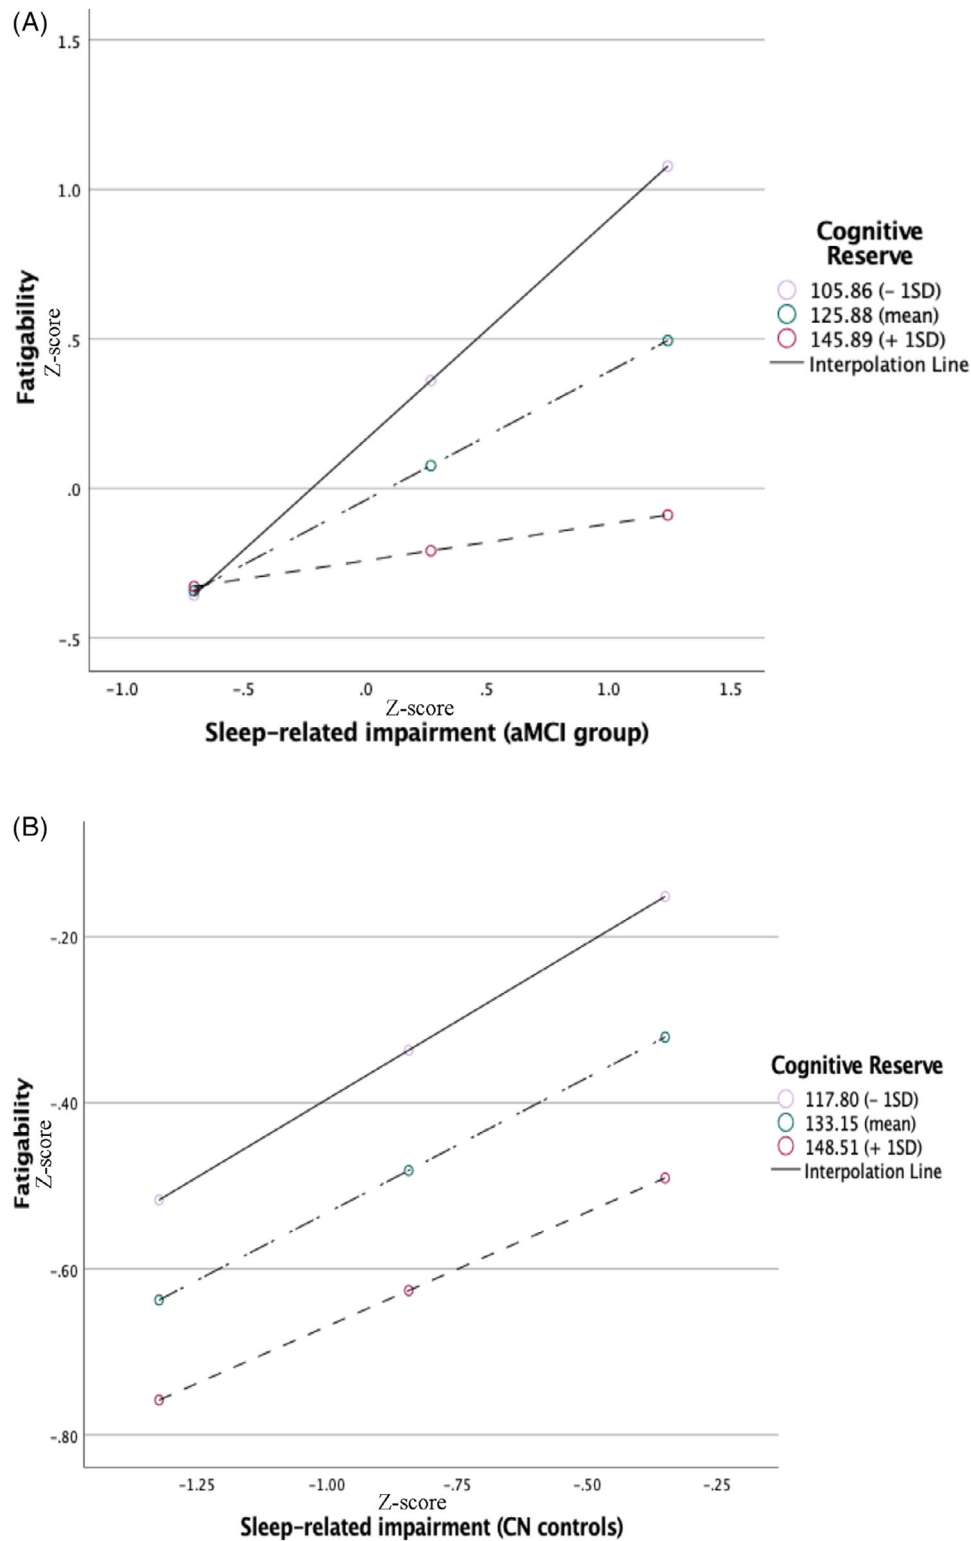 (A)
1.5
1.0
.5
.0
-.5
Fatigability
Z-score
-1.0 -.5 .0 .5 1.0 1.5
Z-score
Sleep-related impairment (aMCI group)
Cognitive
Reserve
105.86 (- 1SD)
125.88 (mean)
145.89 (+ 1SD)
Interpolation Line
(B)
-.20
-.40
-.60
-.80
Fatigability
Z-score
-1.25 -1.00 -.75 -.50 -.25
Z-score
Sleep-related impairment (CN controls)
Cognitive Reserve
117.80 (- 1SD)
133.15 (mean)
148.51 (+ 1SD)
Interpolation Line